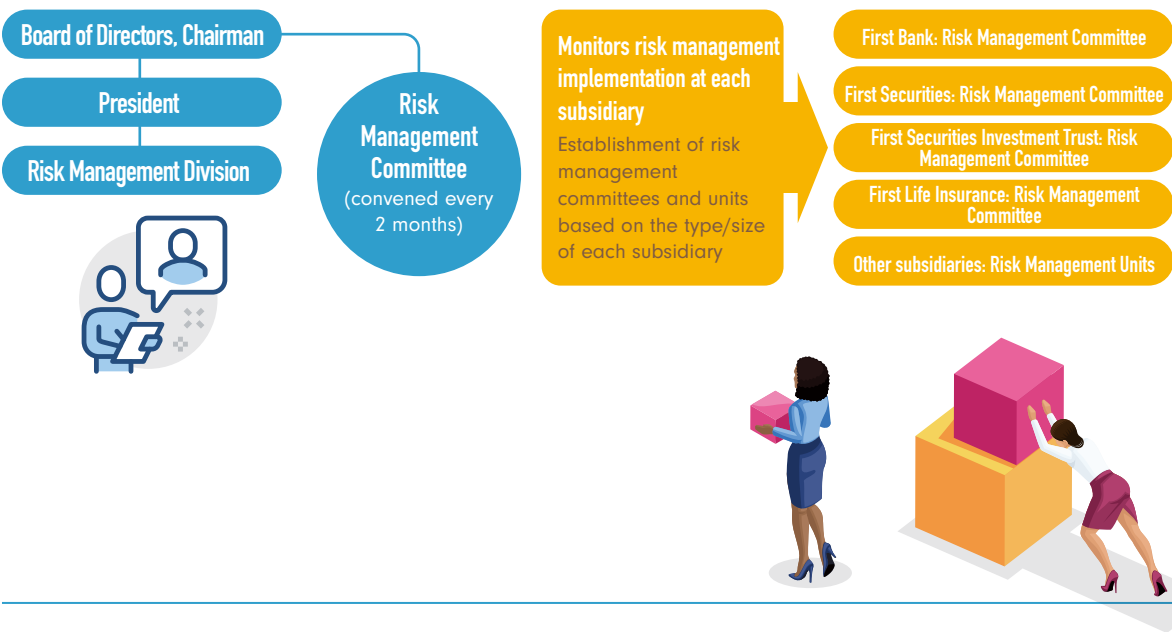 Board of Directors, Chairman
President
Risk Management Division
Risk
Management
Committee
(convened every
2 months)
Monitors risk management
implementation at each
subsidiary
Establishment of risk
management
committees and units
based on the type/size
of each subsidiary
First Bank: Risk Management Committee
First Securities: Risk Management Committee
First Securities Investment Trust: Risk
Management Committee
First Life Insurance: Risk Management
Committee
Other subsidiaries: Risk Management Units